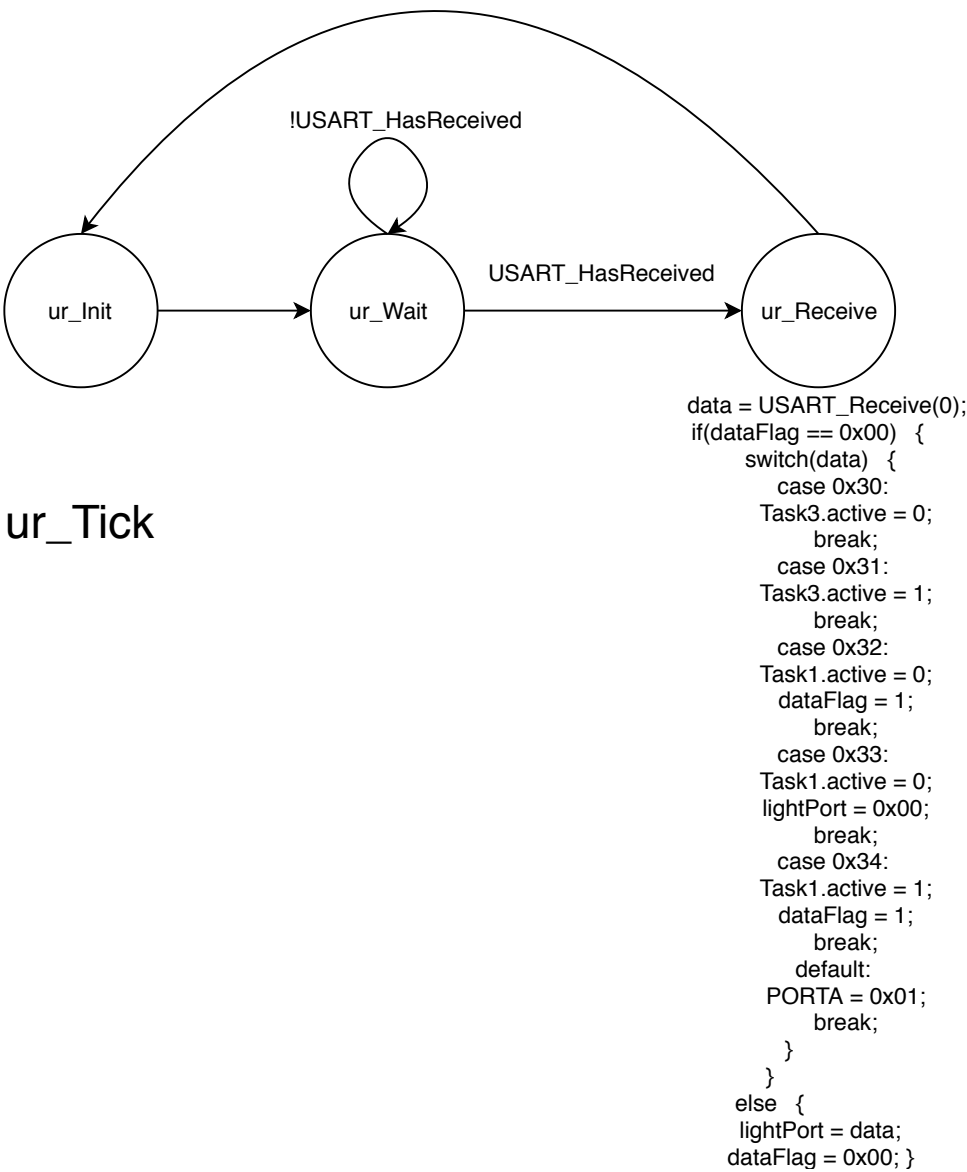 !USART_HasReceived
USART_HasReceived
ur_Init
ur_Wait
ur_Receive
ur_Tick
data = USART_Receive(0);
if(dataFlag == 0x00) {
switch(data) {
case 0x30:
Task3.active = 0;
break;
case 0x31:
Task3.active = 1;
break;
case 0x32:
Task1.active = 0;
dataFlag = 1;
break;
case 0x33:
Task1.active = 0;
lightPort = 0x00;
break;
case 0x34:
Task1.active = 1;
dataFlag = 1;
break;
default:
PORTA = 0x01;
break;
}
}
else {
lightPort = data;
dataFlag = 0x00; }